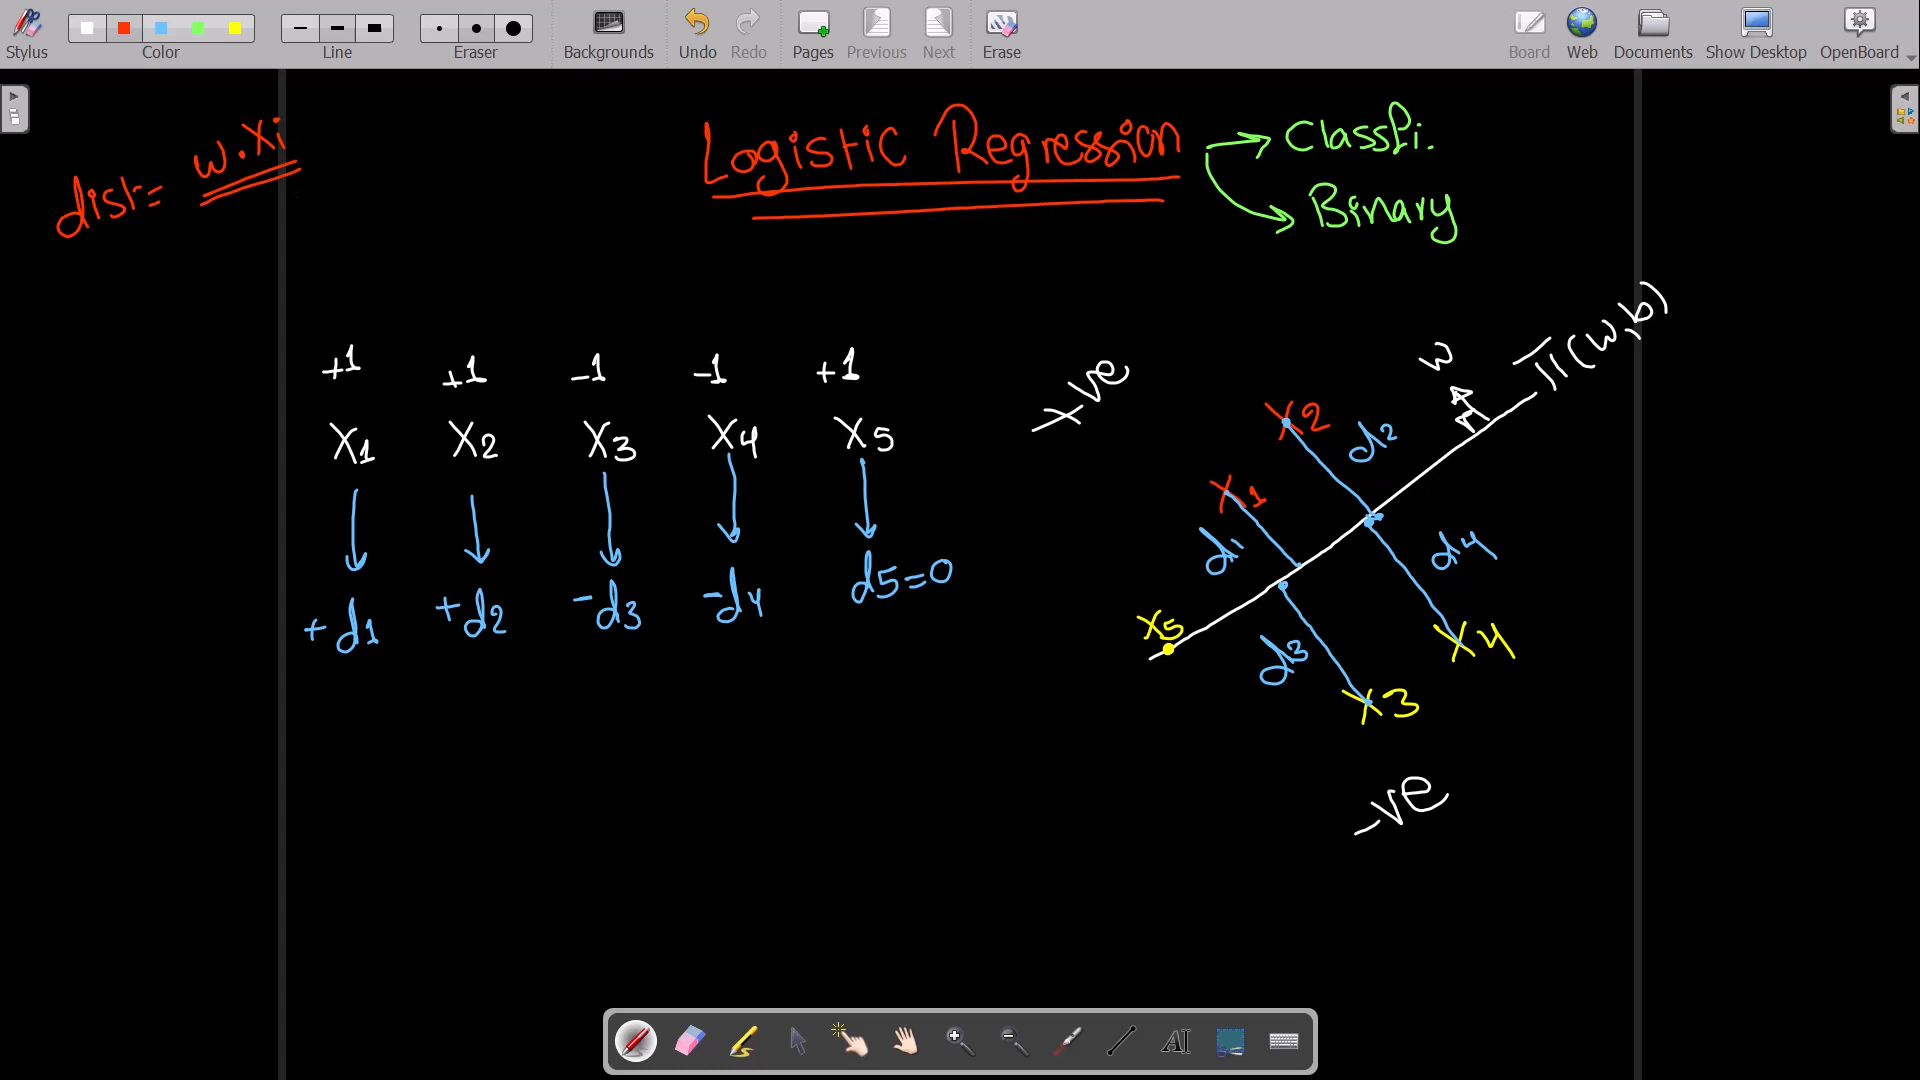 Stylus Color Line Eraser Backgrounds Undo Redo Pages Previous Next Erase Board Web Documents Show Desktop OpenBoard
dist = w.Xi
Logistic Regression
Classfi.
Binary
+1 +1 -1 -1 +1
X1 X2 X3 X4 X5
+d1 +d2 -d3 -d4 d5=0
+ve
w
π(w,b)
X2 d2
X1 d1
d4
X5
d3
X4
X3
-ve
AI